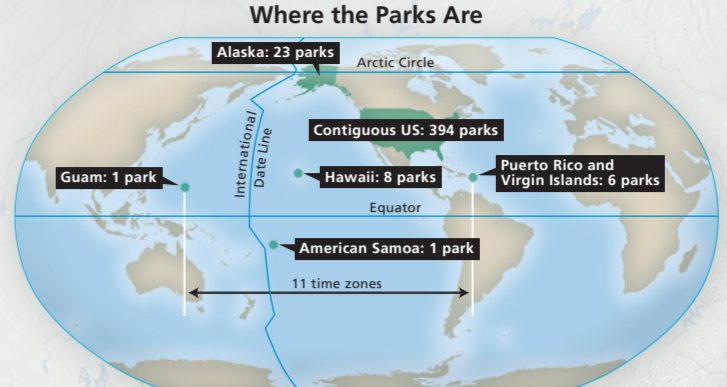 Where the Parks Are
Alaska: 23 parks
Arctic Circle
International
Date Line
Contiguous US: 394 parks
Guam: 1 park
Hawaii: 8 parks
Puerto Rico and
Virgin Islands: 6 parks
Equator
American Samoa: 1 park
11 time zones